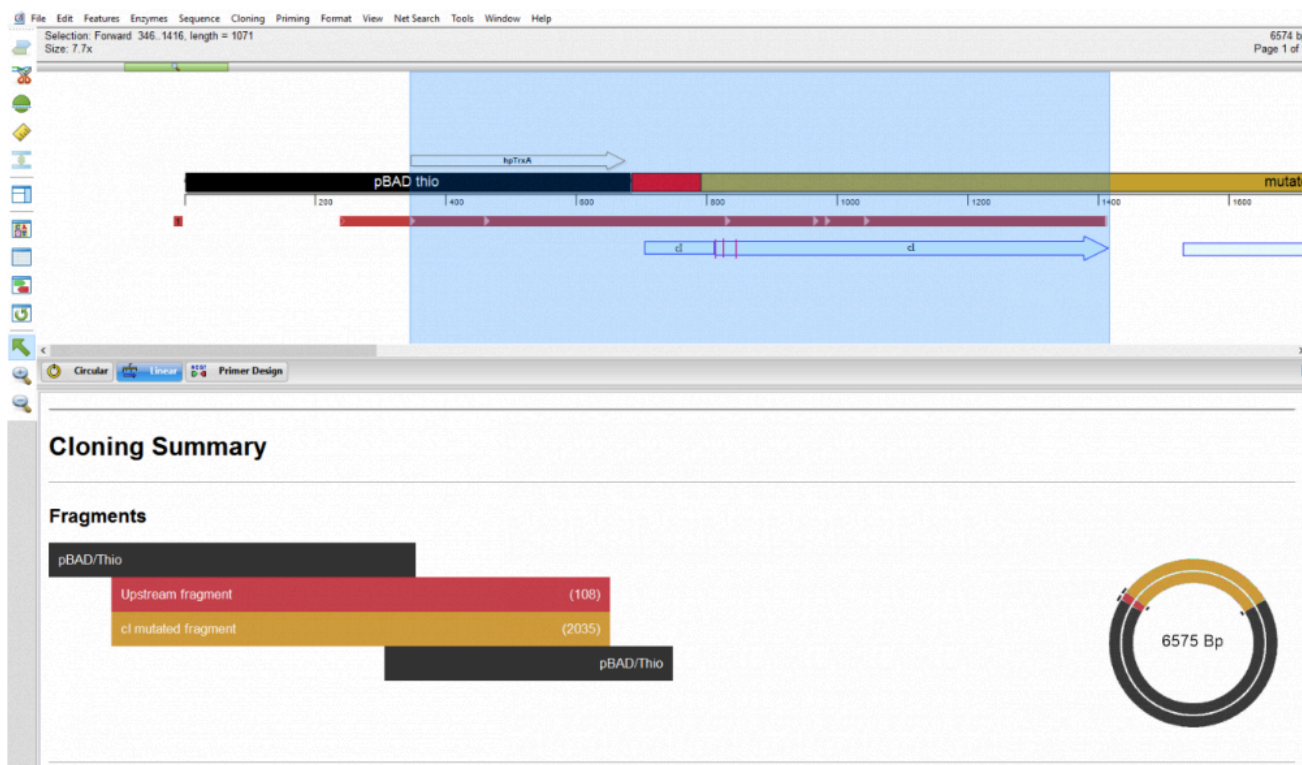 File Edit Features Enzymes Sequence Cloning Priming Format View Net Search Tools Window Help
Selection: Forward 346..1416, length = 1071
6574 b
Size: 7.7x
Page 1 of
hpTrxA
pBAD thio
mutat
200 400 600 800 1000 1200 1400 1600
cI cI
Circular Linear Primer Design
Cloning Summary
Fragments
pBAD/Thio
Upstream fragment (108)
cI mutated fragment (2035)
pBAD/Thio
6575 Bp